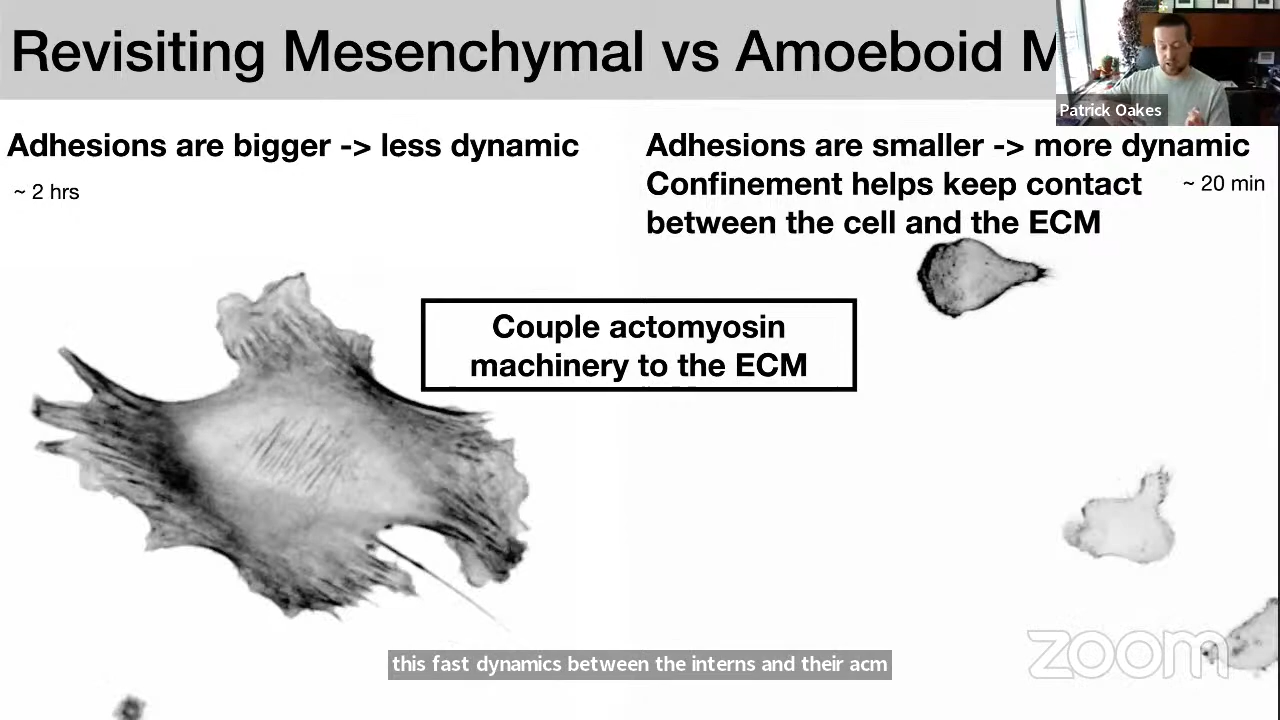 Revisiting Mesenchymal vs Amoeboid M
Patrick Oakes
Adhesions are bigger -> less dynamic
~ 2 hrs
Adhesions are smaller -> more dynamic
Confinement helps keep contact
~ 20 min
between the cell and the ECM
Couple actomyosin
machinery to the ECM
this fast dynamics between the interns and their acm
zoom